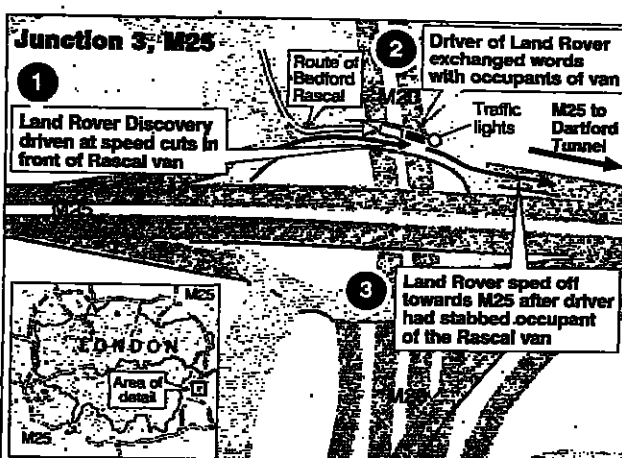 Junction 3, M25
1
Land Rover Discovery
driven at speed cuts in
front of Rascal van
Route of
Bedford
Rascal
2
Driver of Land Rover
exchanged words
with occupants of van
M20
Traffic
lights
M25 to
Dartford
Tunnel
M25
3
Land Rover sped off
towards M25 after driver
had stabbed occupant
of the Rascal van
M20
M25
LONDON
Area of
detail
M25